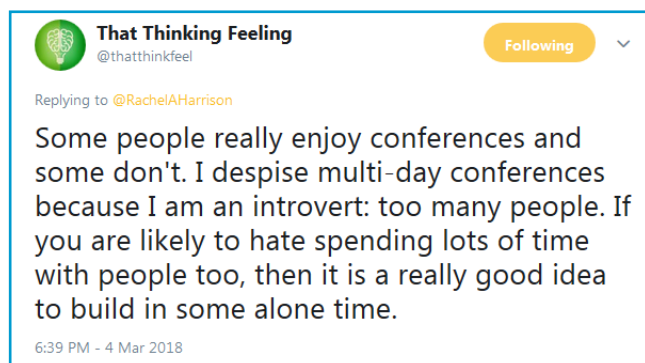 That Thinking Feeling
@thatthinkfeel
Following
Replying to @RachelAHarrison
Some people really enjoy conferences and
some don't. I despise multi-day conferences
because I am an introvert: too many people. If
you are likely to hate spending lots of time
with people too, then it is a really good idea
to build in some alone time.
6:39 PM - 4 Mar 2018